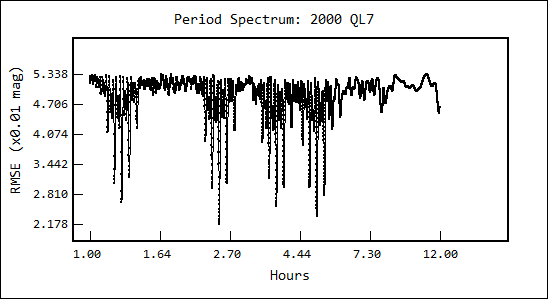 Period Spectrum: 2000 QL7
RMSE (x0.01 mag)
5.338
4.706
4.074
3.442
2.810
2.178
1.00 1.64 2.70 4.44 7.30 12.00
Hours